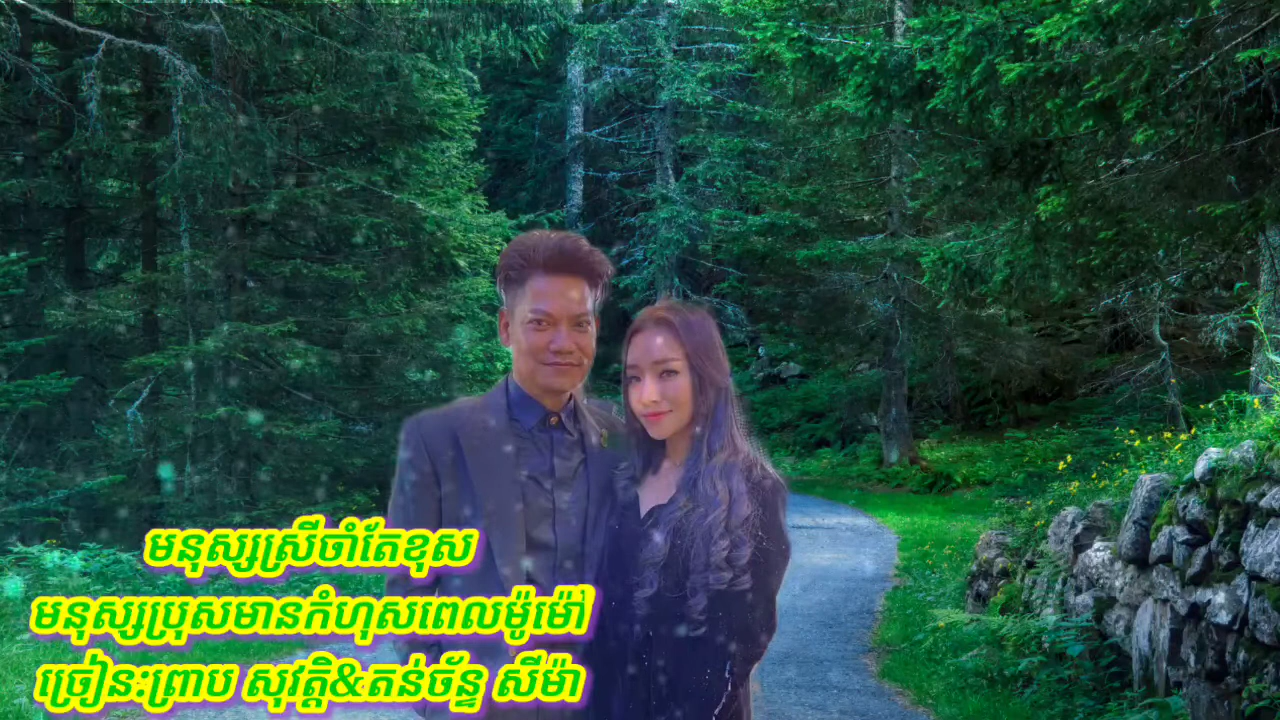 មនុស្សស្រីចាំតែខុស
មនុស្សប្រុសមានកំហុសពេលម៉ូម៉ៅ
ច្រៀនៈព្រាប សុវត្តិ&តន់ច័ន្ទ សីម៉ា